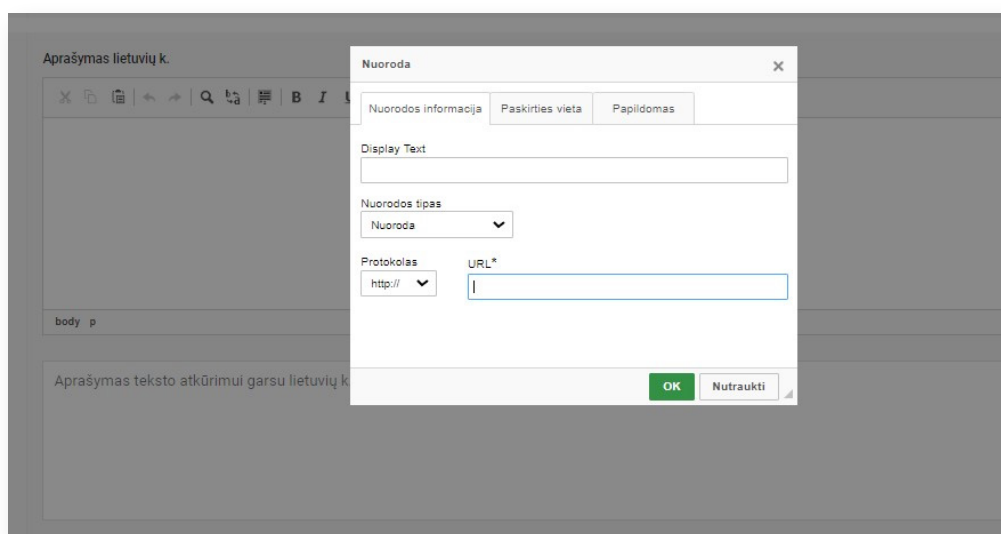 Aprašymas lietuvių k.
B I U
body p
Aprašymas teksto atkūrimui garsu lietuvių k
Nuoroda
Nuorodos informacija Paskirties vieta Papildomas
Display Text
Nuorodos tipas
Nuoroda
Protokolas URL*
http://
OK Nutraukti